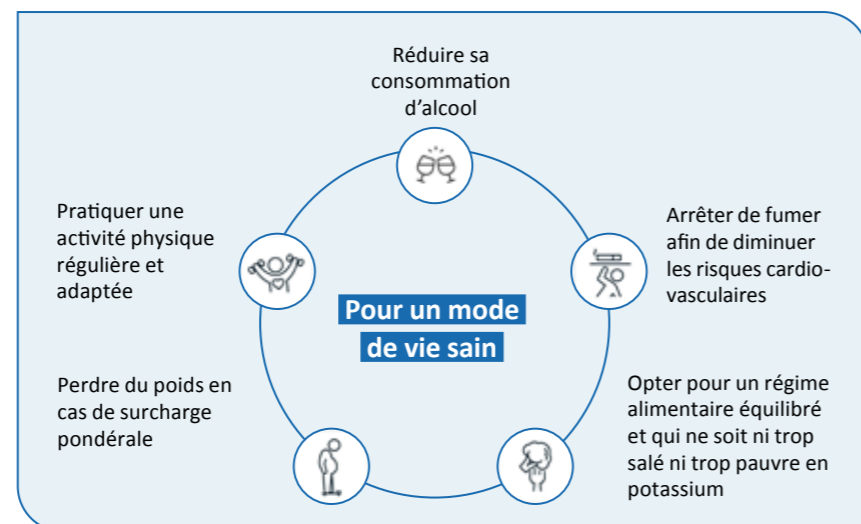 Réduire sa
consommation
d'alcool
Pratiquer une
activité physique
régulière et
adaptée
Arrêter de fumer
afin de diminuer
les risques cardio-
vasculaires
Pour un mode
de vie sain
Perdre du poids en
cas de surcharge
pondérale
Opter pour un régime
alimentaire équilibré
et qui ne soit ni trop
salé ni trop pauvre en
potassium